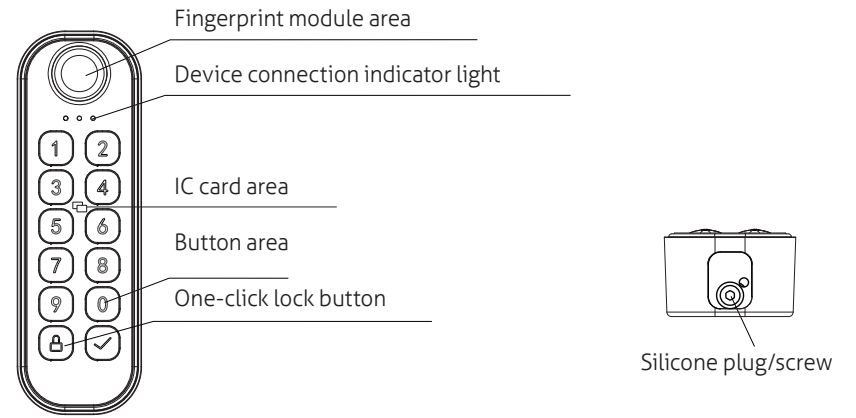 Fingerprint module area
Device connection indicator light
1 2
3 4
IC card area
5 6
Button area
7 8
9 0
One-click lock button
Silicone plug/screw